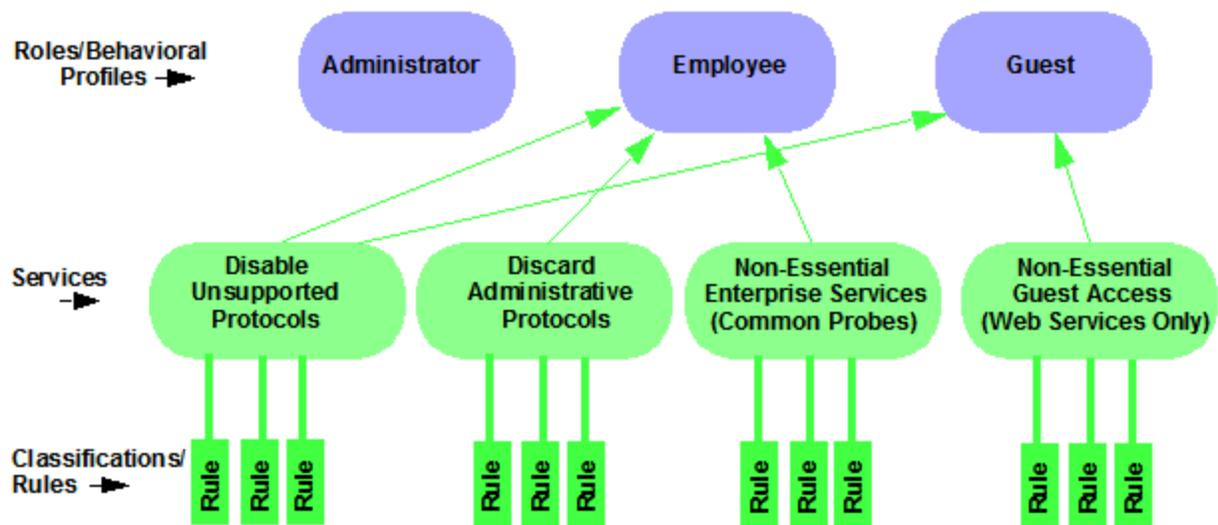 Roles/Behavioral
Profiles
Administrator
Employee
Guest
Services
Disable
Unsupported
Protocols
Discard
Administrative
Protocols
Non-Essential
Enterprise Services
(Common Probes)
Non-Essential
Guest Access
(Web Services Only)
Classifications/
Rules
Rule
Rule
Rule
Rule
Rule
Rule
Rule
Rule
Rule
Rule
Rule
Rule